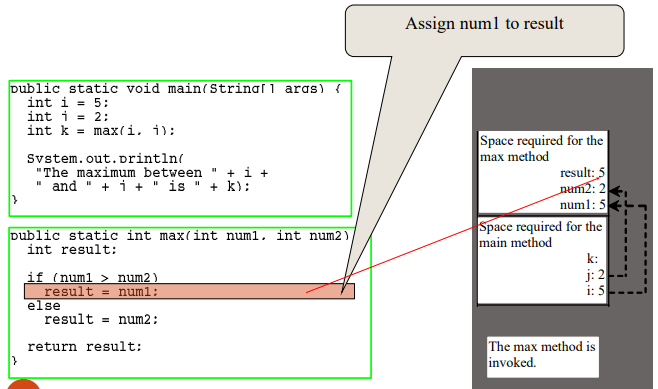 Assign num1 to result
public static void main(String[] args) {
int i = 5;
int j = 2;
int k = max(i, j);
System.out.println(
"The maximum between " + i +
" and " + j + " is " + k);
}
public static int max(int num1, int num2)
int result;
if (num1 > num2)
result = num1;
else
result = num2;
return result;
}
Space required for the
max method
result: 5
num2: 2
num1: 5
Space required for the
main method
k:
j: 2
i: 5
The max method is
invoked.